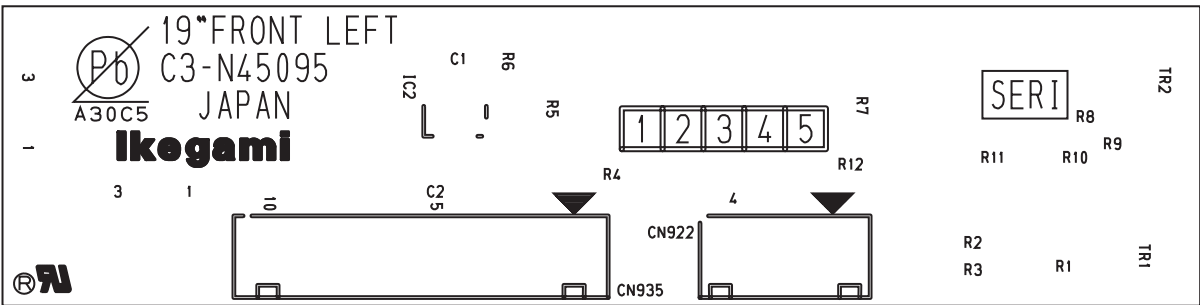 19"FRONT LEFT
C3-N45095
JAPAN
Pb
A30C5
Ikegami
3
1
3
1
IC2
C1
R6
R5
1 2 3 4 5
R7
R12
R4
SERI
TR2
R8
R9
R11
R10
10
C2
5
4
CN922
CN935
R2
R3
R1
TR1
® RU